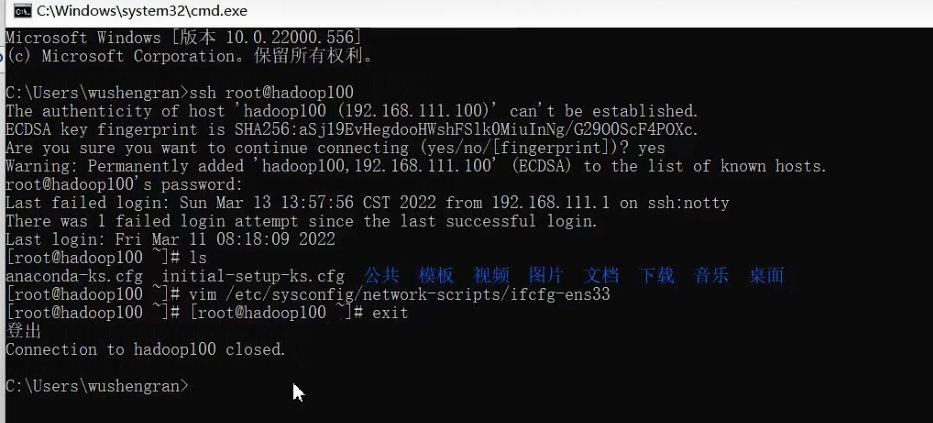 C:\Windows\system32\cmd.exe
Microsoft Windows [版本 10.0.22000.556]
(c) Microsoft Corporation。保留所有权利。
C:\Users\wushengran>ssh root@hadoop100
The authenticity of host 'hadoop100 (192.168.111.100)' can't be established.
ECDSA key fingerprint is SHA256:aSj19EvHegdooHWshFSlk0MiuInNg/G2900ScF4POXc.
Are you sure you want to continue connecting (yes/no/[fingerprint])? yes
Warning: Permanently added 'hadoop100,192.168.111.100' (ECDSA) to the list of known hosts.
root@hadoop100's password:
Last failed login: Sun Mar 13 13:57:56 CST 2022 from 192.168.111.1 on ssh:notty
There was 1 failed login attempt since the last successful login.
Last login: Fri Mar 11 08:18:09 2022
[root@hadoop100 ~]# ls
anaconda-ks.cfg  initial-setup-ks.cfg  公共  模板  视频  图片  文档  下载  音乐  桌面
[root@hadoop100 ~]# vim /etc/sysconfig/network-scripts/ifcfg-ens33
[root@hadoop100 ~]# [root@hadoop100 ~]# exit
登出
Connection to hadoop100 closed.
C:\Users\wushengran>